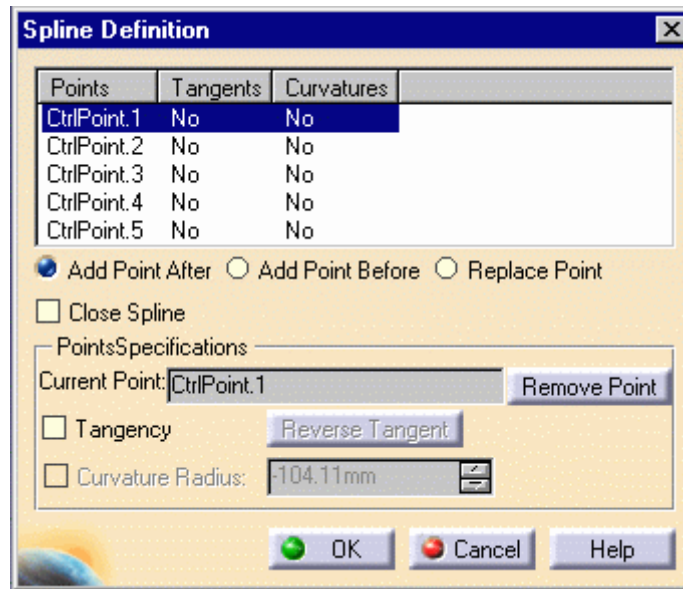 Spline Definition
Points Tangents Curvatures
CtrlPoint.1 No No
CtrlPoint.2 No No
CtrlPoint.3 No No
CtrlPoint.4 No No
CtrlPoint.5 No No
Add Point After Add Point Before Replace Point
Close Spline
PointsSpecifications
Current Point: CtrlPoint.1 Remove Point
Tangency Reverse Tangent
Curvature Radius: -104.11mm
OK Cancel Help